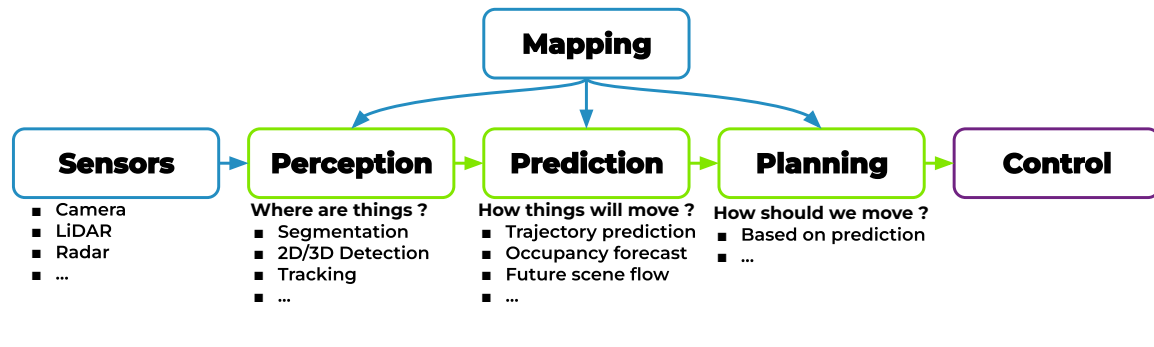 Mapping
Sensors
▪ Camera
▪ LiDAR
▪ Radar
▪ ...
Perception
Where are things ?
▪ Segmentation
▪ 2D/3D Detection
▪ Tracking
▪ ...
Prediction
How things will move ?
▪ Trajectory prediction
▪ Occupancy forecast
▪ Future scene flow
▪ ...
Planning
How should we move ?
▪ Based on prediction
▪ ...
Control